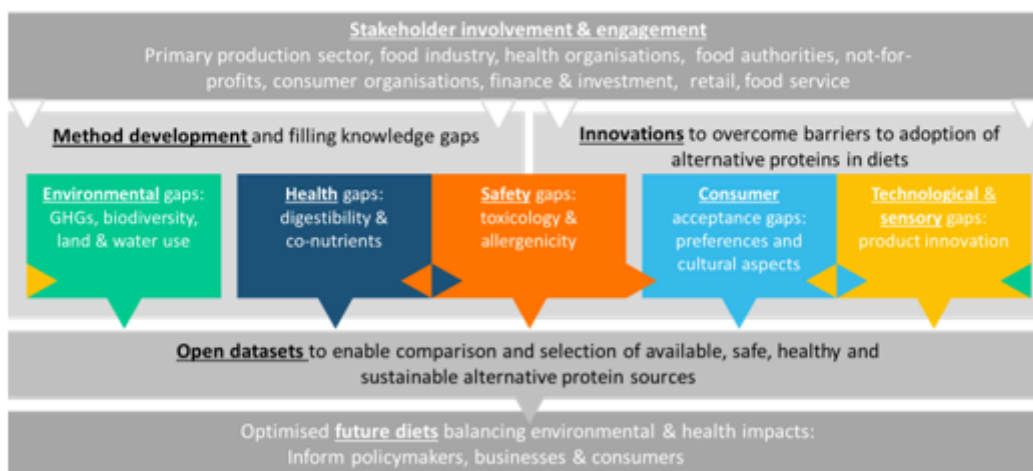 Stakeholder involvement & engagement
Primary production sector, food industry, health organisations, food authorities, not-for-
profits, consumer organisations, finance & investment, retail, food service
Method development and filling knowledge gaps
Innovations to overcome barriers to adoption of
alternative proteins in diets
Environmental gaps:
GHGs, biodiversity,
land & water use
Health gaps:
digestibility &
co-nutrients
Safety gaps:
toxicology &
allergenicity
Consumer
acceptance gaps:
preferences and
cultural aspects
Technological &
sensory gaps:
product innovation
Open datasets to enable comparison and selection of available, safe, healthy and
sustainable alternative protein sources
Optimised future diets balancing environmental & health impacts:
Inform policymakers, businesses & consumers